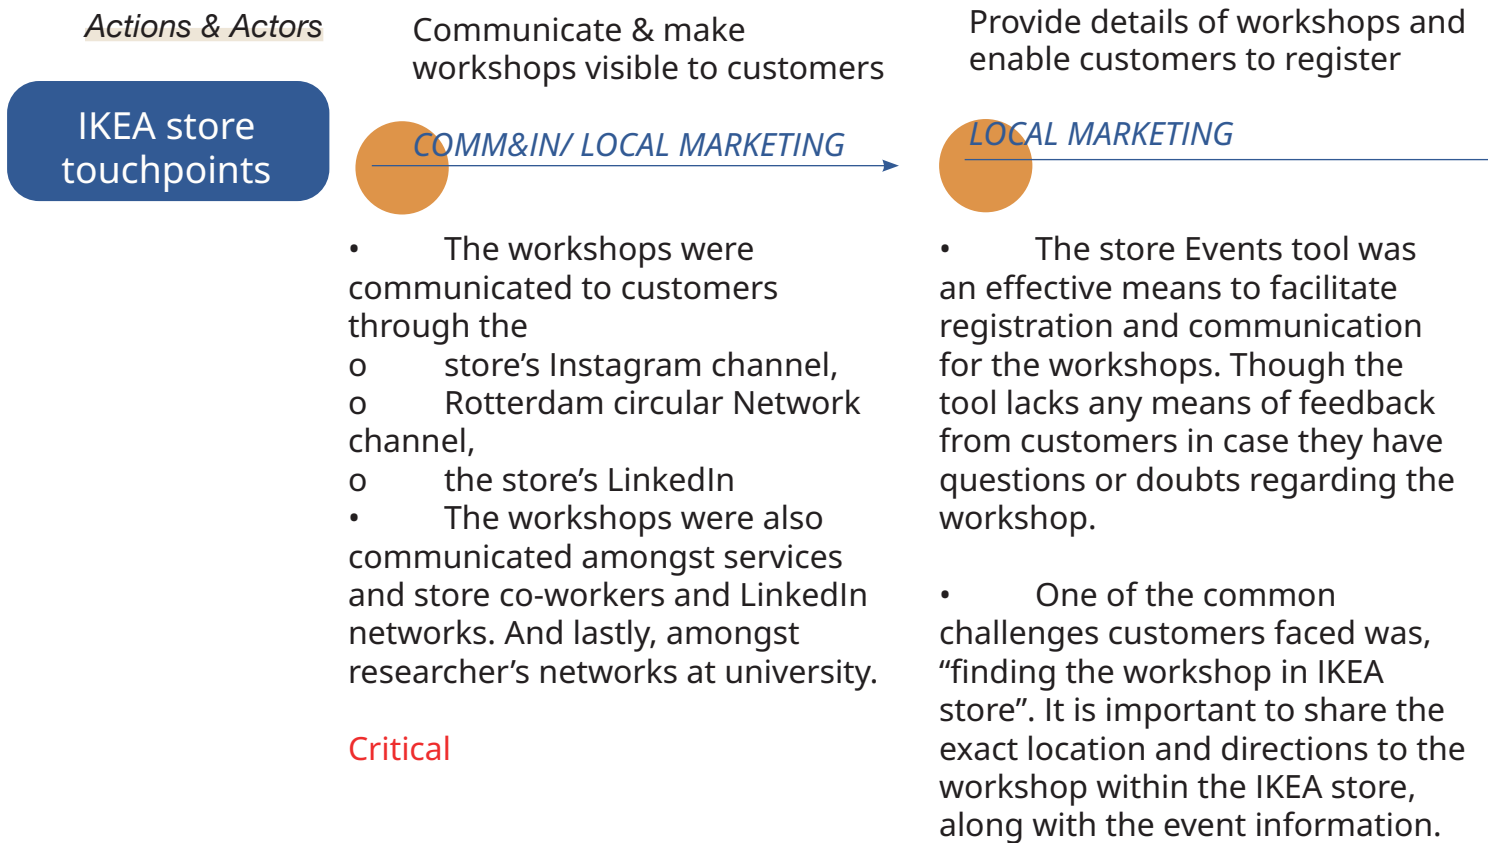 Actions & Actors
IKEA store
touchpoints
Communicate & make
workshops visible to customers
COMM&IN/ LOCAL MARKETING
• The workshops were
communicated to customers
through the
o store’s Instagram channel,
o Rotterdam circular Network
channel,
o the store’s LinkedIn
• The workshops were also
communicated amongst services
and store co-workers and LinkedIn
networks. And lastly, amongst
researcher’s networks at university.
Critical
Provide details of workshops and
enable customers to register
LOCAL MARKETING
• The store Events tool was
an effective means to facilitate
registration and communication
for the workshops. Though the
tool lacks any means of feedback
from customers in case they have
questions or doubts regarding the
workshop.
• One of the common
challenges customers faced was,
“finding the workshop in IKEA
store”. It is important to share the
exact location and directions to the
workshop within the IKEA store,
along with the event information.